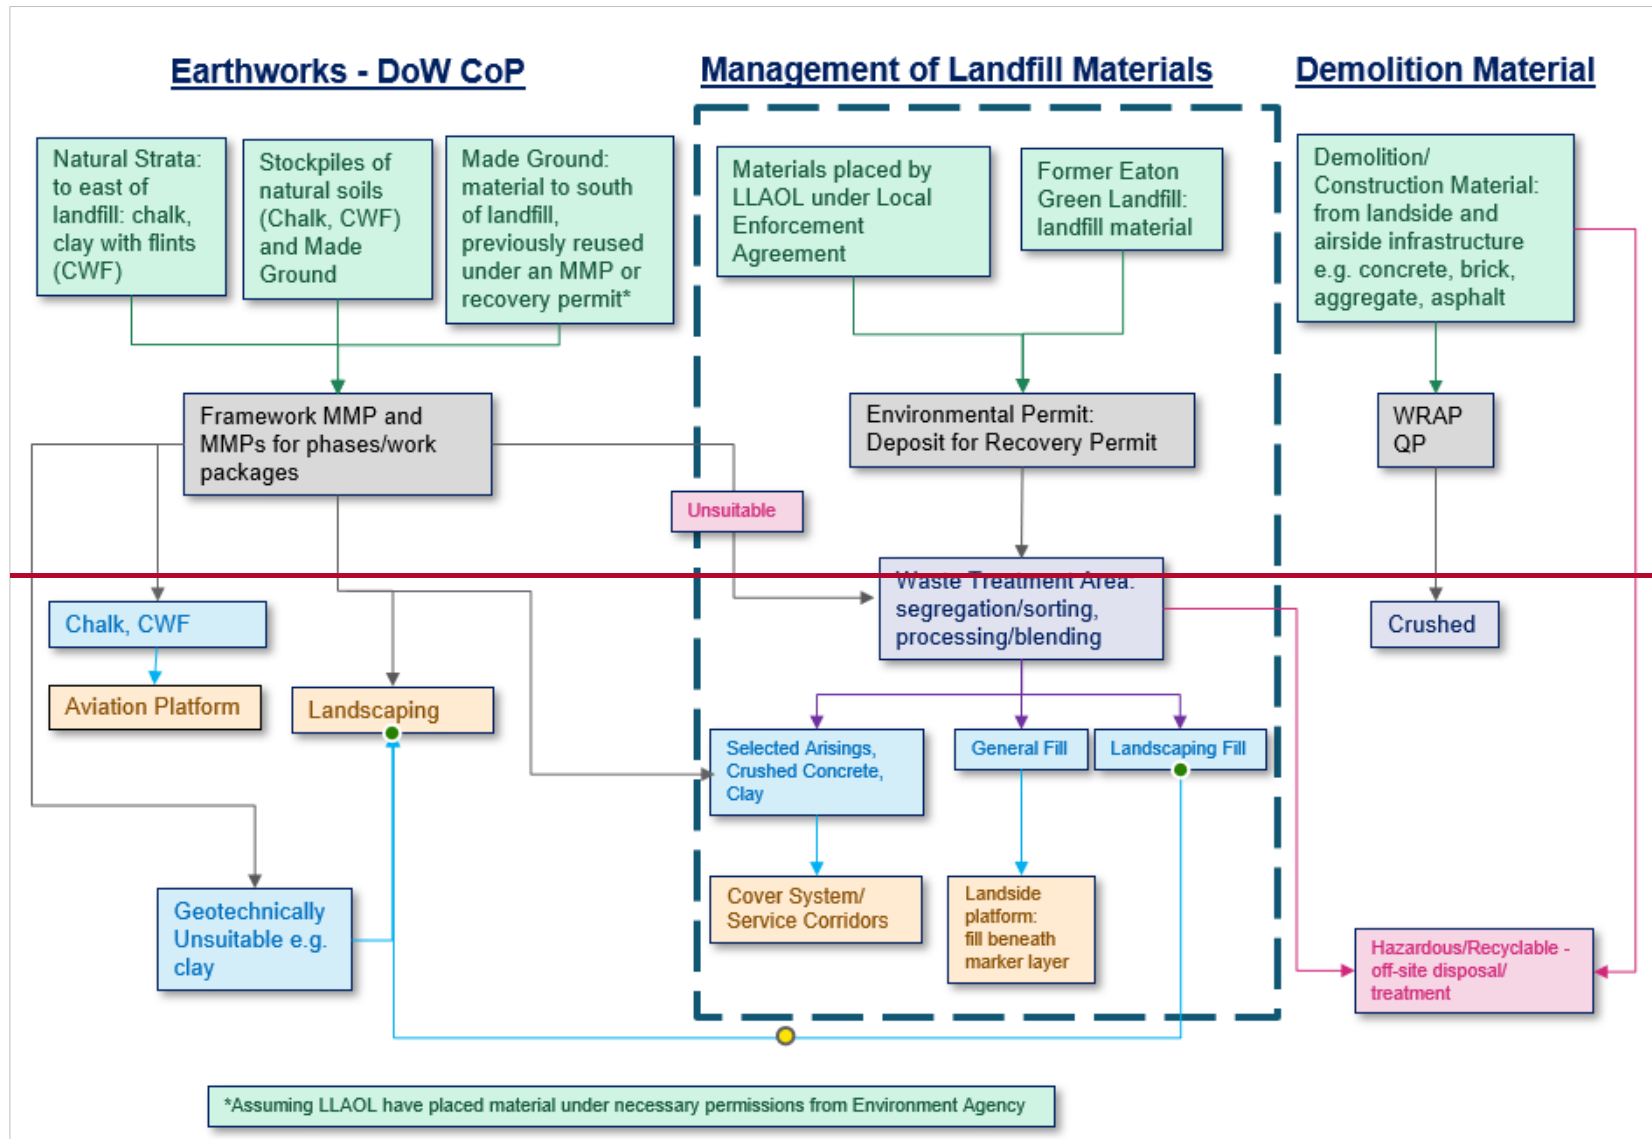 Earthworks - DoW CoP
Management of Landfill Materials
Demolition Material
Natural Strata:
to east of
landfill: chalk,
clay with flints
(CWF)
Stockpiles of
natural soils
(Chalk, CWF)
and Made
Ground
Made Ground:
material to south
of landfill,
previously reused
under an MMP or
recovery permit*
Materials placed by
LLAOL under Local
Enforcement
Agreement
Former Eaton
Green Landfill:
landfill material
Demolition/
Construction Material:
from landside and
airside infrastructure
e.g. concrete, brick,
aggregate, asphalt
Framework MMP and
MMPs for phases/work
packages
Environmental Permit:
Deposit for Recovery Permit
WRAP
QP
Unsuitable
Waste Treatment Area:
segregation/sorting,
processing/blending
Chalk, CWF
Crushed
Aviation Platform
Landscaping
Selected Arisings,
Crushed Concrete,
Clay
General Fill
Landscaping Fill
Geotechnically
Unsuitable e.g.
clay
Cover System/
Service Corridors
Landside
platform:
fill beneath
marker layer
Hazardous/Recyclable -
off-site disposal/
treatment
*Assuming LLAOL have placed material under necessary permissions from Environment Agency